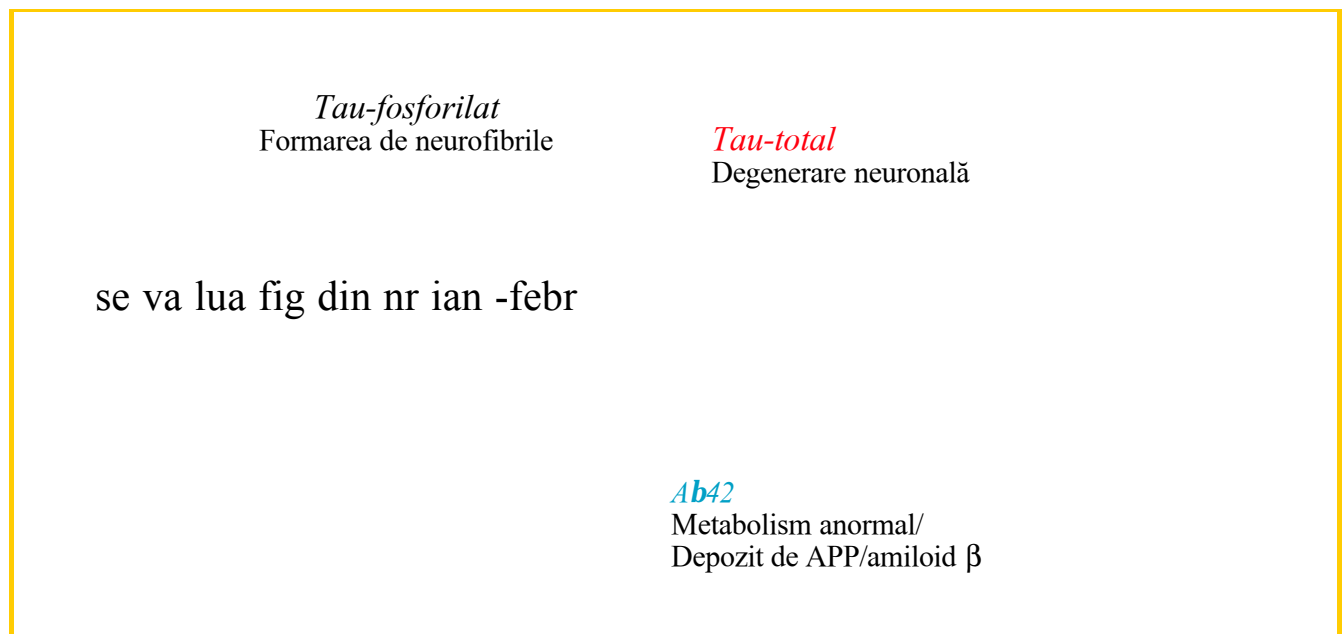 Tau-fosforilat
Formarea de neurofibrile
Tau-total
Degenerare neuronală
se va lua fig din nr ian -febr
Ab42
Metabolism anormal/
Depozit de APP/amiloid β